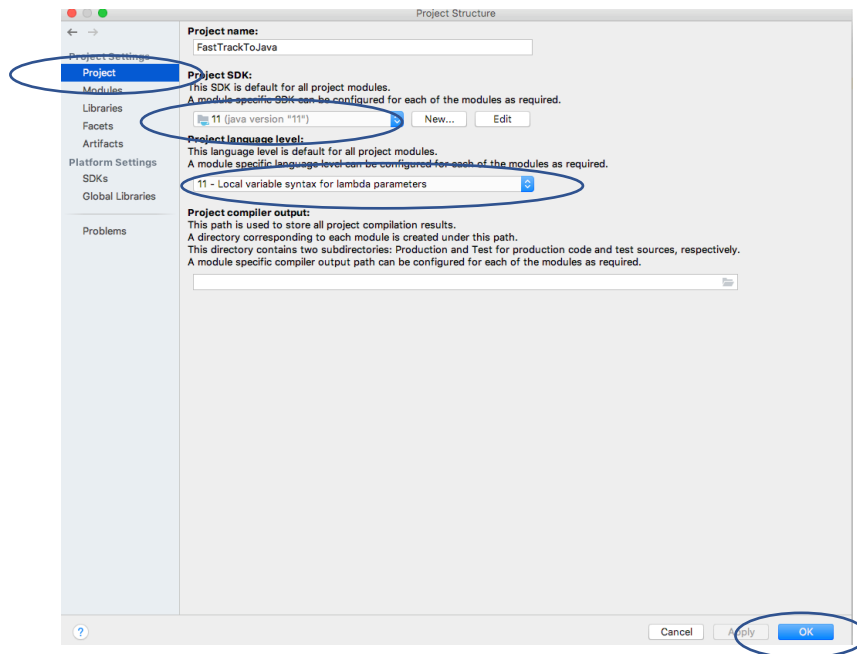 Project Structure
Project Settings
Project
Modules
Libraries
Facets
Artifacts
Platform Settings
SDKs
Global Libraries
Problems
Project name:
FastTrackToJava
Project SDK:
This SDK is default for all project modules.
A module specific SDK can be configured for each of the modules as required.
11 (java version "11")
New...
Edit
Project language level:
This language level is default for all project modules.
A module specific language level can be configured for each of the modules as required.
11 - Local variable syntax for lambda parameters
Project compiler output:
This path is used to store all project compilation results.
A directory corresponding to each module is created under this path.
This directory contains two subdirectories: Production and Test for production code and test sources, respectively.
A module specific compiler output path can be configured for each of the modules as required.
?
Cancel
Apply
OK